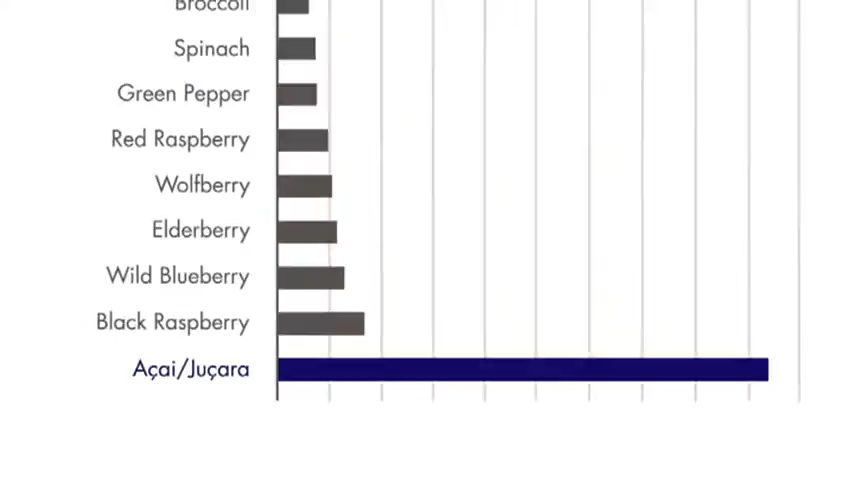 Broccoli
Spinach
Green Pepper
Red Raspberry
Wolfberry
Elderberry
Wild Blueberry
Black Raspberry
Açai/Juçara